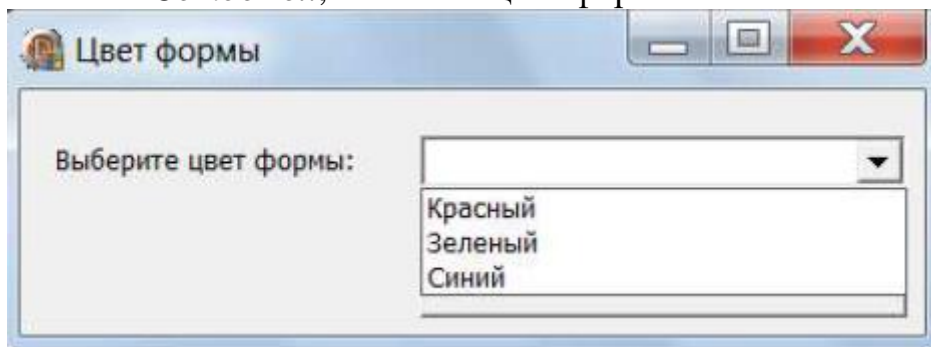 Цвет формы
Выберите цвет формы:
Красный
Зеленый
Синий